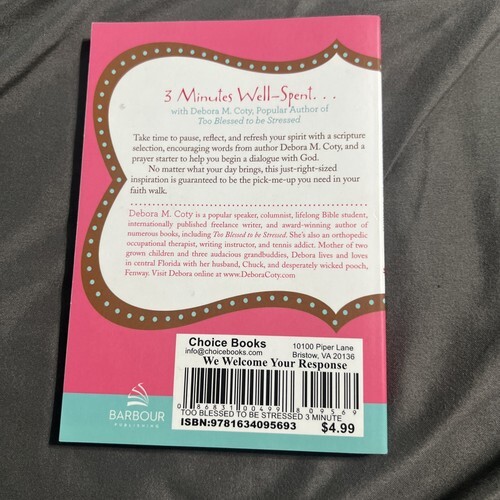 3 Minutes Well-Spent. . .
with Debora M. Coty, Popular Author of
Too Blessed to be Stressed
Take time to pause, reflect, and refresh your spirit with a scripture
selection, encouraging words from author Debora M. Coty, and a
prayer starter to help you begin a dialogue with God.
No matter what your day brings, this just-right-sized
inspiration is guaranteed to be the pick-me-up you need in your
faith walk.
Debora M. Coty is a popular speaker, columnist, lifelong Bible student,
internationally published freelance writer, and award-winning author of
numerous books, including Too Blessed to be Stressed. She's also an orthopedic
occupational therapist, writing instructor, and tennis addict. Mother of two
grown children and three audacious grandbuddies, Debora lives and loves
in central Florida with her husband, Chuck, and desperately wicked pooch,
Fenway. Visit Debora online at www.DeboraCoty.com.
Choice Books 10100 Piper Lane
info@choicebooks.com Bristow, VA 20136
We Welcome Your Response
0 86831 00499 809569
TOO BLESSED TO BE STRESSED 3 MINUTE
ISBN:9781634095693 $4.99
BARBOUR
PUBLISHING